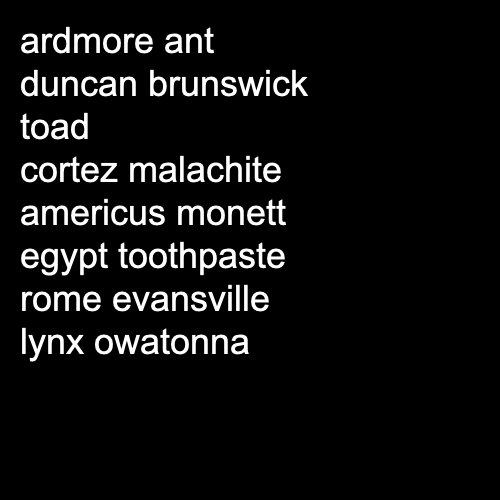 ardmore ant
duncan brunswick
toad
cortez malachite
americus monett
egypt toothpaste
rome evansville
lynx owatonna